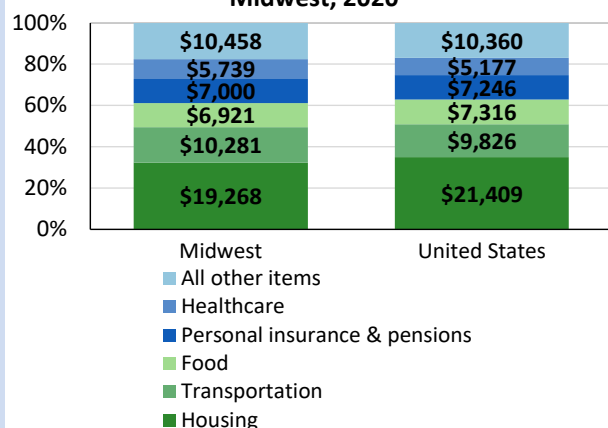 Midwest, 2020
100%
$10,458
$10,360
80%
$5,739
$5,177
$7,000
$7,246
60%
$6,921
$7,316
40%
$10,281
$9,826
20%
$19,268
$21,409
0%
Midwest
United States
All other items
Healthcare
Personal insurance & pensions
Food
Transportation
Housing